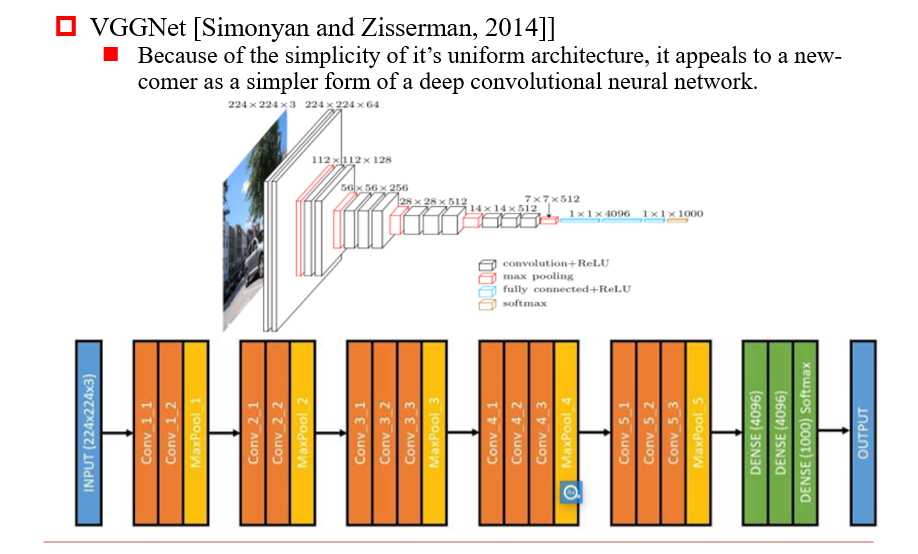 VGGNet [Simonyan and Zisserman, 2014]]
Because of the simplicity of it's uniform architecture, it appeals to a new-
comer as a simpler form of a deep convolutional neural network.
224×224×3 224×224×64
112×112×128
56×56×256
28×28×512
14×14×512
7×7×512
1×1×4096 1×1×1000
convolution+ReLU
max pooling
fully connected+ReLU
softmax
INPUT (224x224x3)
Conv_1_1
Conv_1_2
MaxPool_1
Conv_2_1
Conv_2_2
MaxPool_2
Conv_3_1
Conv_3_2
Conv_3_3
MaxPool_3
Conv_4_1
Conv_4_2
Conv_4_3
MaxPool_4
Conv_5_1
Conv_5_2
Conv_5_3
MaxPool_5
DENSE (4096)
DENSE (4096)
DENSE (1000) Softmax
OUTPUT